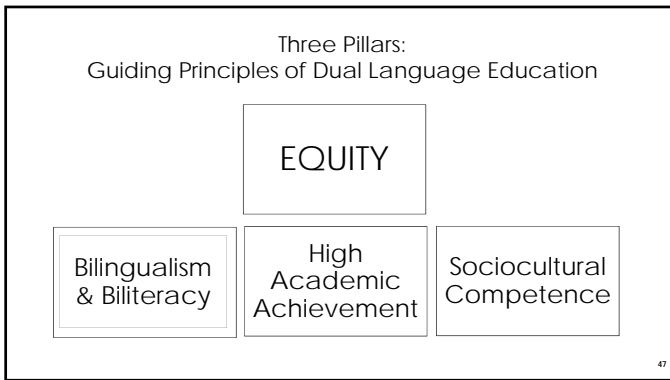 Three Pillars:
Guiding Principles of Dual Language Education
EQUITY
Bilingualism
& Biliteracy
High
Academic
Achievement
Sociocultural
Competence
47